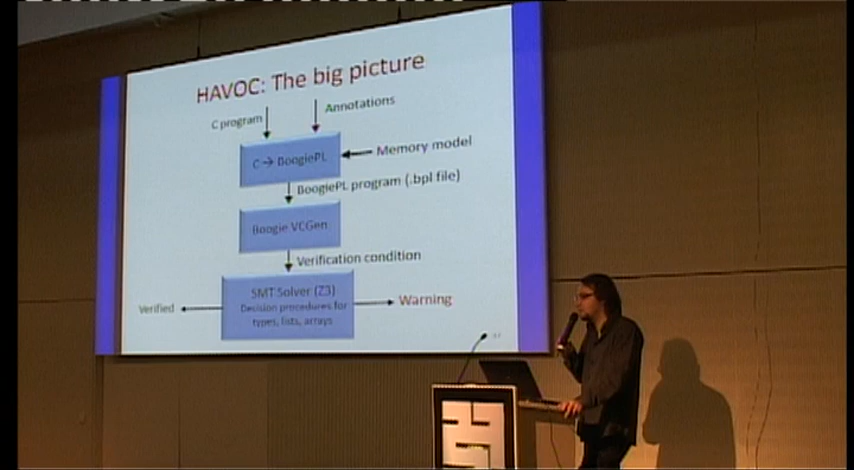 HAVOC: The big picture
C program
Annotations
C → BoogiePL
Memory model
BoogiePL program (.bpl file)
Boogie VCGen
Verification condition
SMT Solver (Z3)
Decision procedures for
types, lists, arrays
Verified
Warning